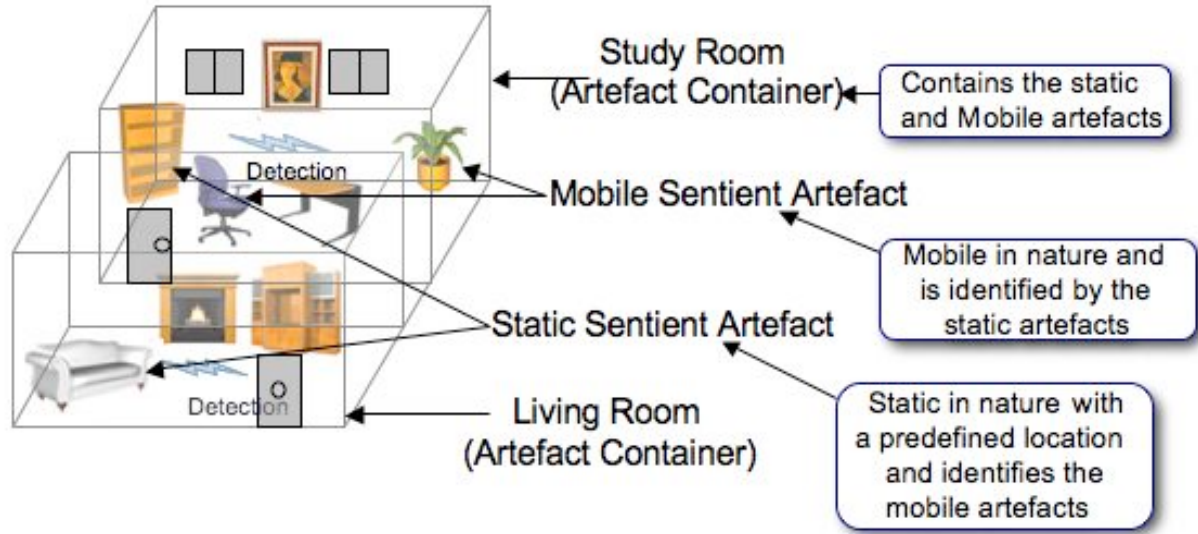 Study Room
(Artefact Container)
Contains the static
and Mobile artefacts
Detection
Mobile Sentient Artefact
Mobile in nature and
is identified by the
static artefacts
Static Sentient Artefact
Detection
Living Room
(Artefact Container)
Static in nature with
a predefined location
and identifies the
mobile artefacts